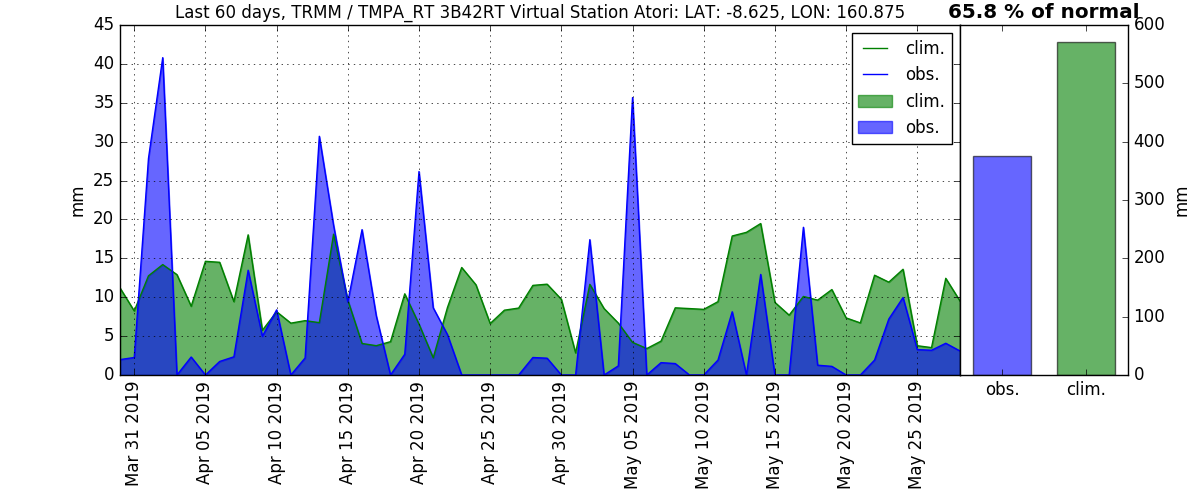 Last 60 days, TRMM / TMPA_RT 3B42RT Virtual Station Atori: LAT: -8.625, LON: 160.875
65.8 % of normal
45
40
35
30
25
20
15
10
5
0
mm
clim.
obs.
clim.
obs.
Mar 31 2019
Apr 05 2019
Apr 10 2019
Apr 15 2019
Apr 20 2019
Apr 25 2019
Apr 30 2019
May 05 2019
May 10 2019
May 15 2019
May 20 2019
May 25 2019
600
500
400
300
200
100
0
mm
obs.
clim.